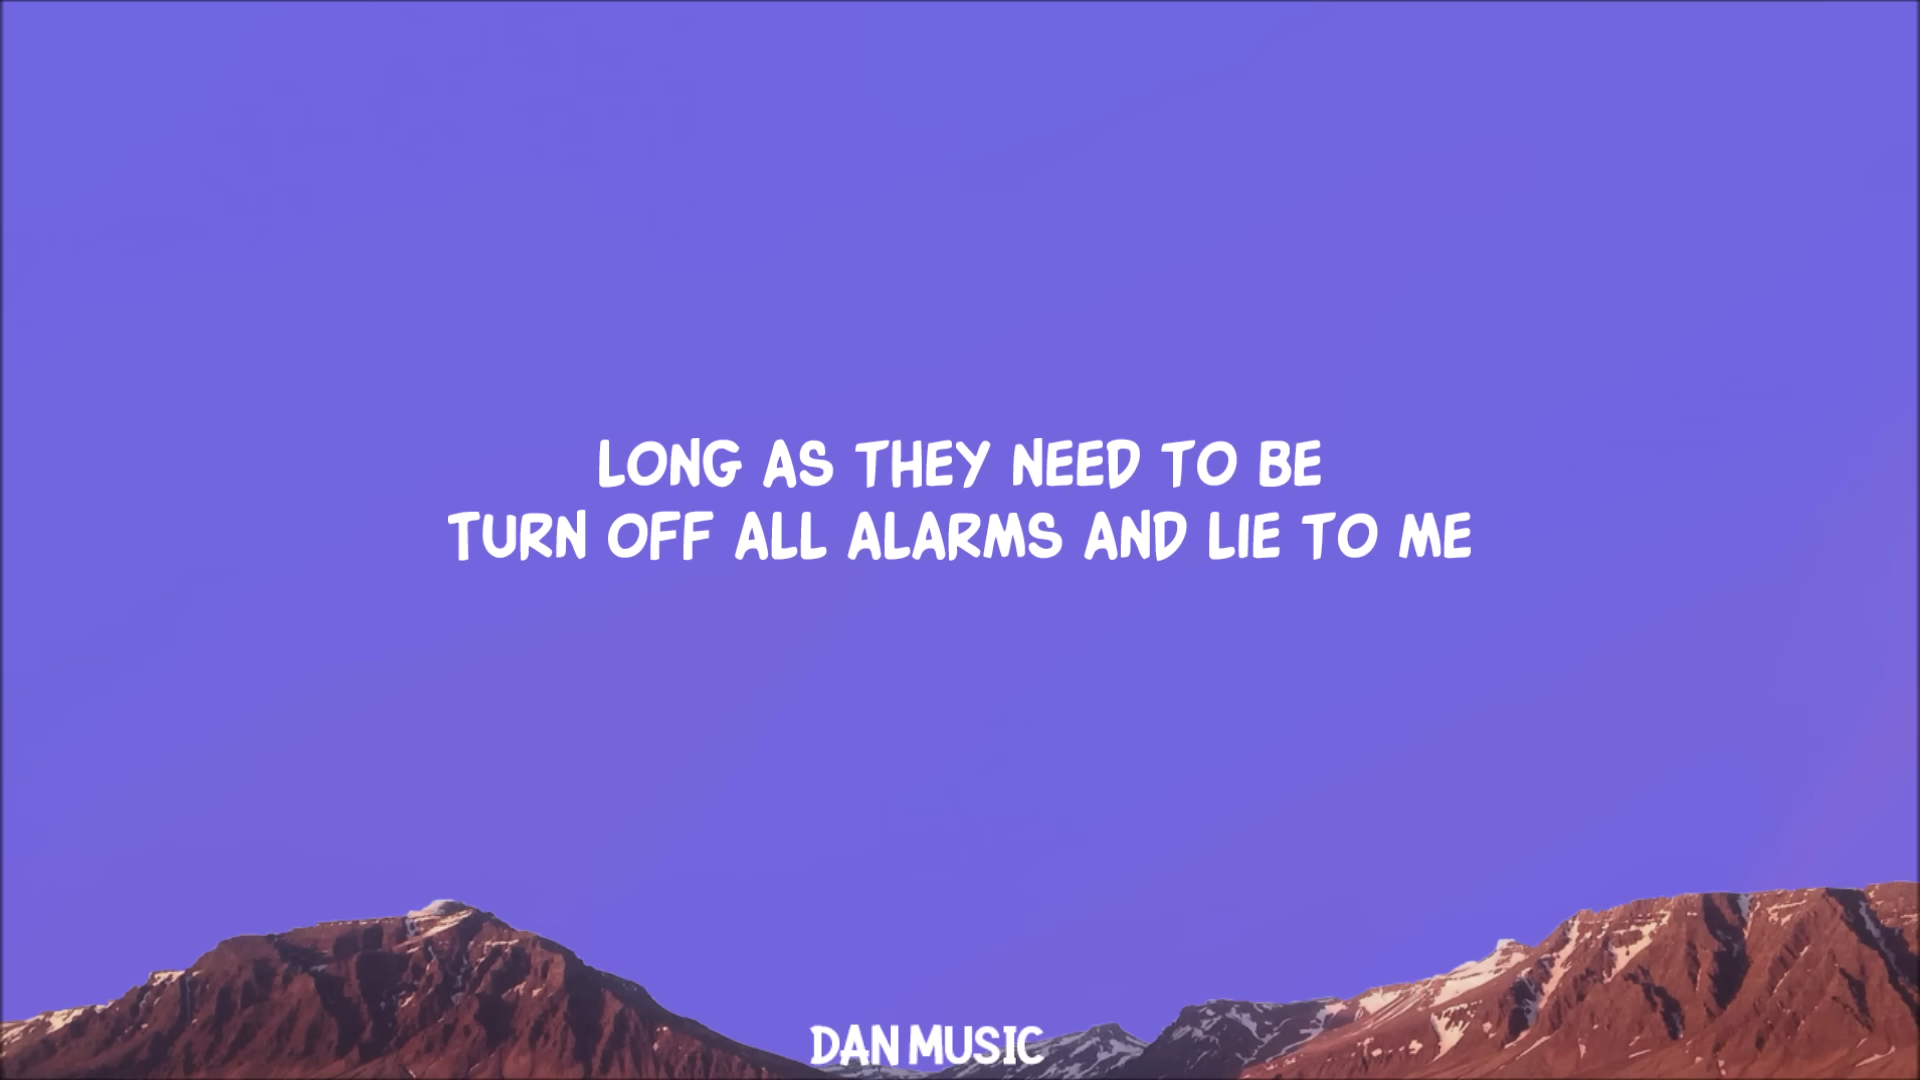 LONG AS THEY NEED TO BE
TURN OFF ALL ALARMS AND LIE TO ME
DAN MUSIC